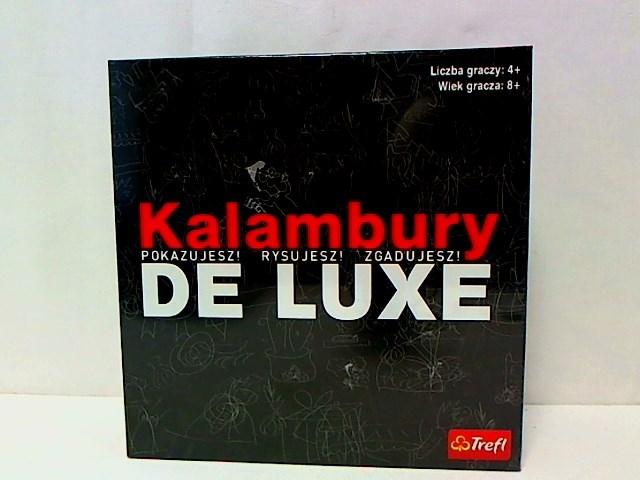 Liczba graczy: 4+
Wiek gracza: 8+
Kalambury
POKAZUJESZ! RYSUJESZ! ZGADUJESZ!
DE LUXE
Trefl